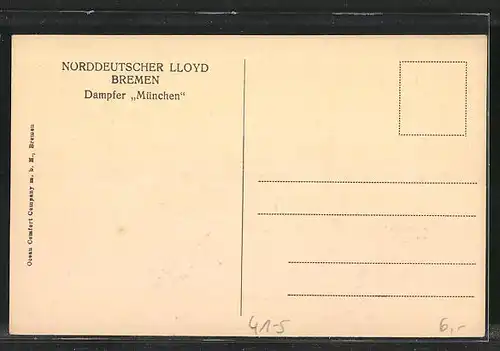 NORDDEUTSCHER LLOYD
BREMEN
Dampfer „München“
Ocean Comfort Company m. b. H., Bremen
41-5
6,-